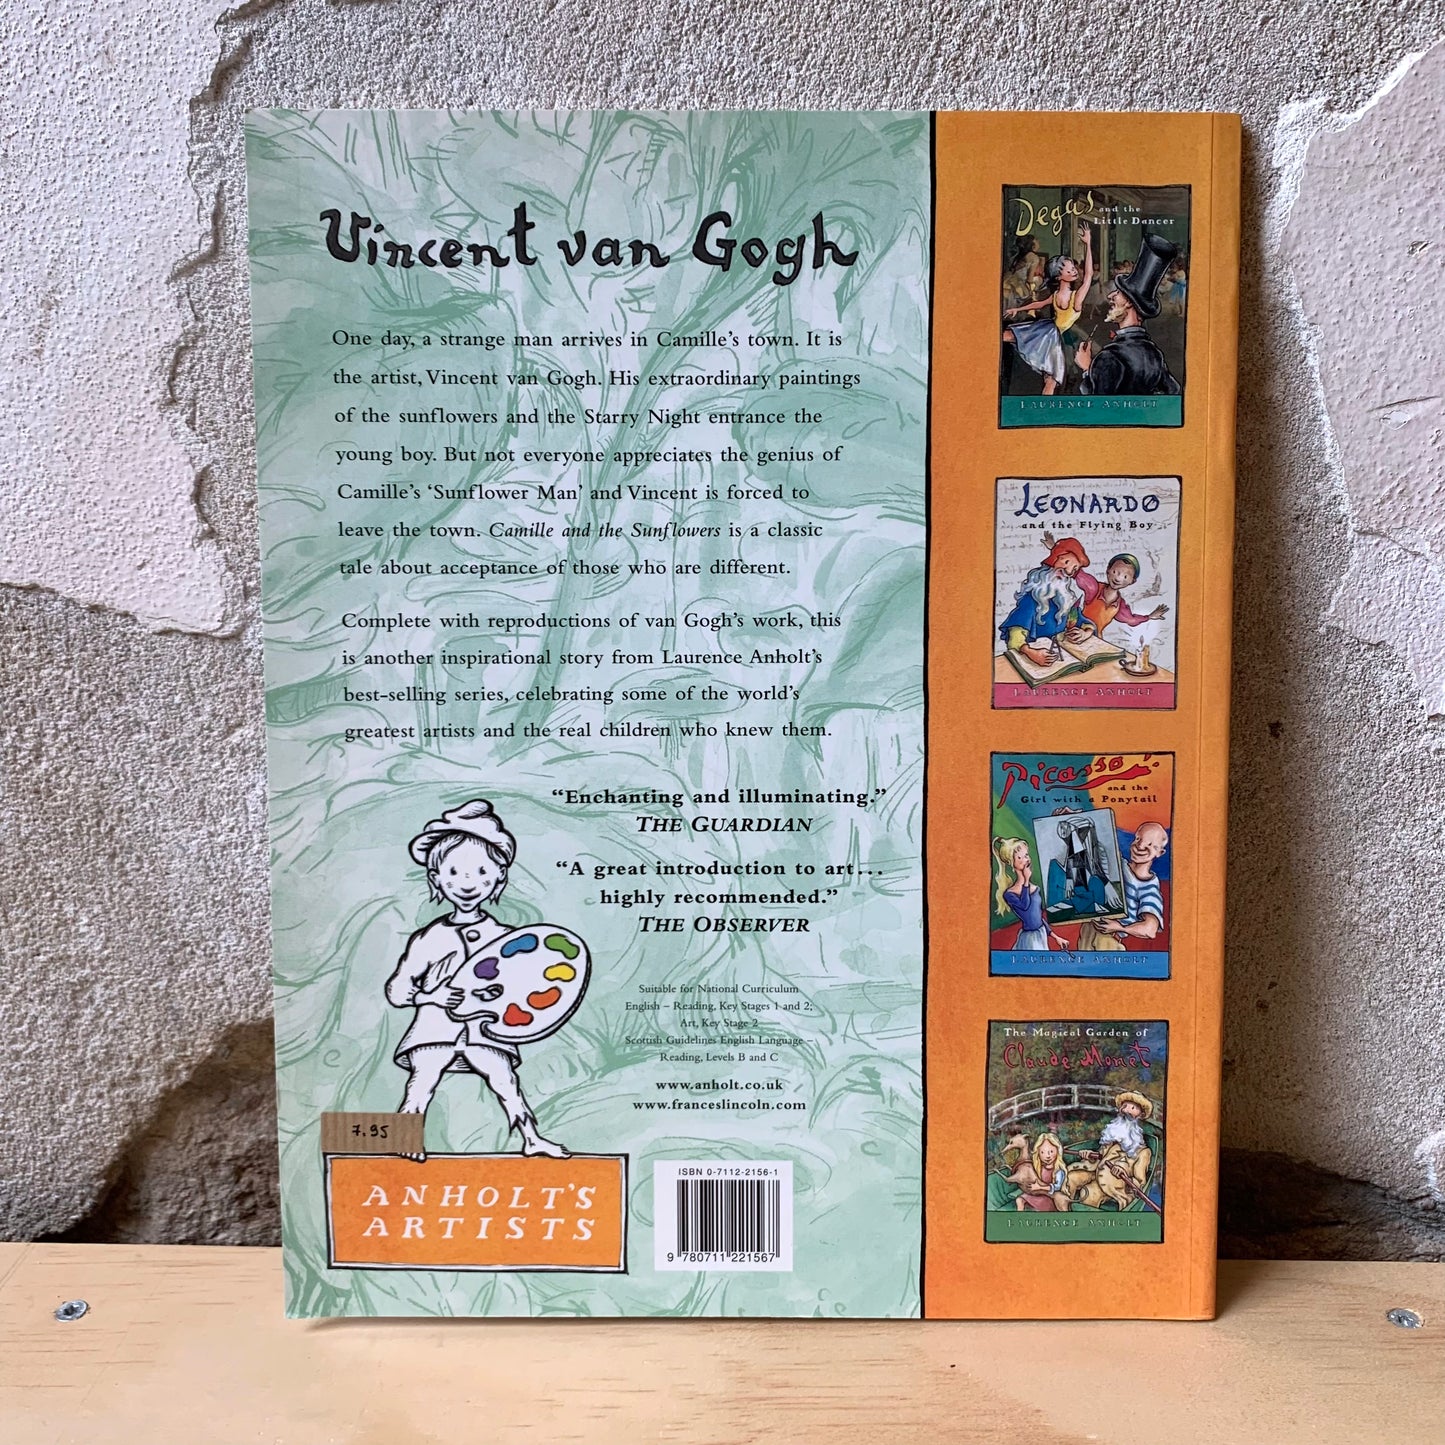 Vincent van Gogh
One day, a strange man arrives in Camille's town. It is
the artist, Vincent van Gogh. His extraordinary paintings
of the sunflowers and the Starry Night entrance the
young boy. But not everyone appreciates the genius of
Camille's ‘Sunflower Man’ and Vincent is forced to
leave the town. Camille and the Sunflowers is a classic
tale about acceptance of those who are different.
Complete with reproductions of van Gogh's work, this
is another inspirational story from Laurence Anholt's
best-selling series, celebrating some of the world's
greatest artists and the real children who knew them.
“Enchanting and illuminating.”
THE GUARDIAN
“A great introduction to art…
highly recommended.”
THE OBSERVER
Suitable for National Curriculum
English – Reading, Key Stages 1 and 2;
Art, Key Stage 2
Scottish Guidelines English Language –
Reading, Levels B and C
www.anholt.co.uk
www.franceslincoln.com
7.95
ANHOLT'S
ARTISTS
ISBN 0-7112-2156-1
9 780711 221567
Degas and the
Little Dancer
LAURENCE ANHOLT
LEONARDO
and the Flying Boy
LAURENCE ANHOLT
Picasso
and the
Girl with a Ponytail
LAURENCE ANHOLT
The Magical Garden of
Claude Monet
LAURENCE ANHOLT